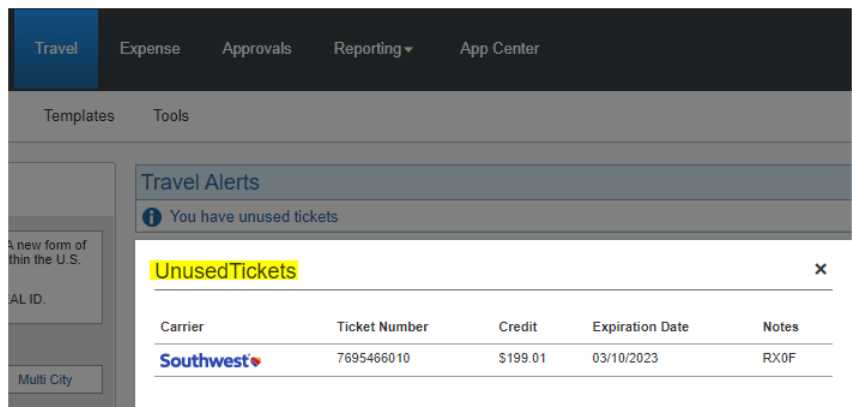 Travel Expense Approvals Reporting App Center
Templates Tools
Travel Alerts
You have unused tickets
A new form of
thin the U.S.
AL ID.
Multi City
UnusedTickets ×
Carrier Ticket Number Credit Expiration Date Notes
Southwest 7695466010 $199.01 03/10/2023 RX0F